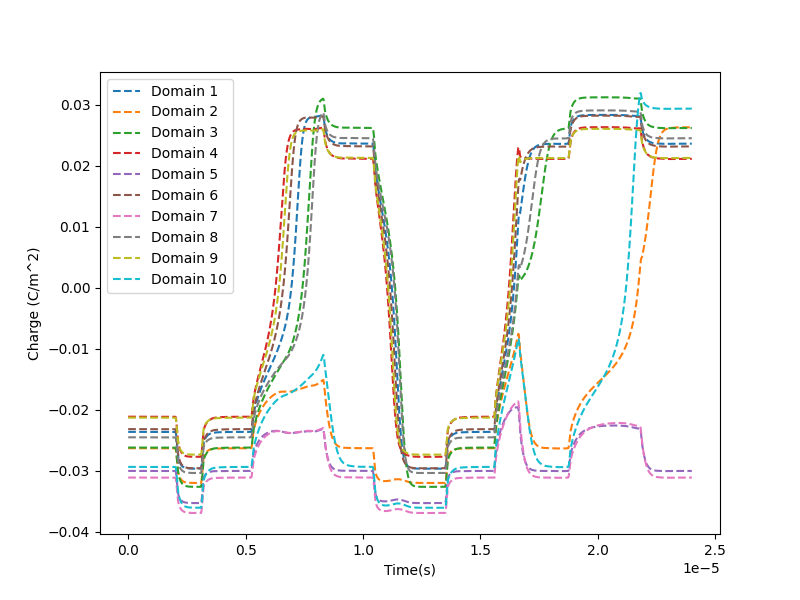 Domain 1
Domain 2
Domain 3
Domain 4
Domain 5
Domain 6
Domain 7
Domain 8
Domain 9
Domain 10
Charge (C/m^2)
0.03
0.02
0.01
0.00
−0.01
−0.02
−0.03
−0.04
0.0 0.5 1.0 1.5 2.0 2.5
Time(s)
1e−5